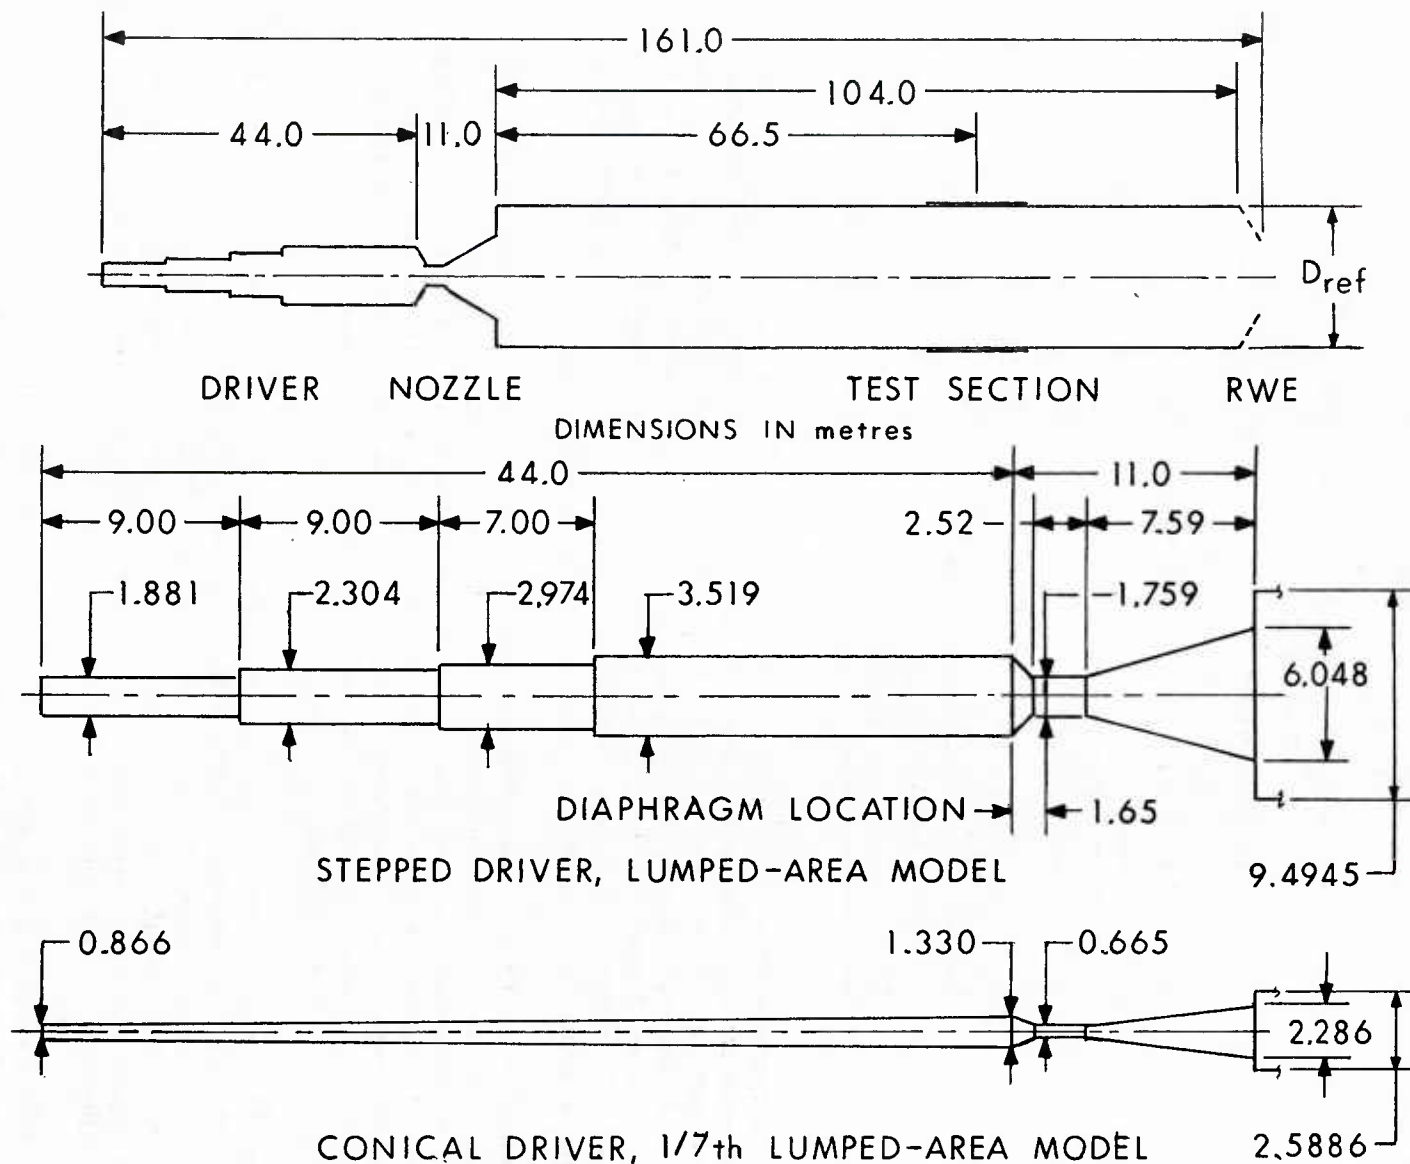 161.0
104.0
44.0 11.0 66.5
Dref
DRIVER NOZZLE TEST SECTION RWE
DIMENSIONS IN metres
44.0 11.0
9.00 9.00 7.00 2.52 7.59
1.881 2.304 2.974 3.519 1.759
6.048
DIAPHRAGM LOCATION 1.65
STEPPED DRIVER, LUMPED-AREA MODEL 9.4945
0.866 1.330 0.665
2.286
CONICAL DRIVER, 1/7th LUMPED-AREA MODEL 2.5886